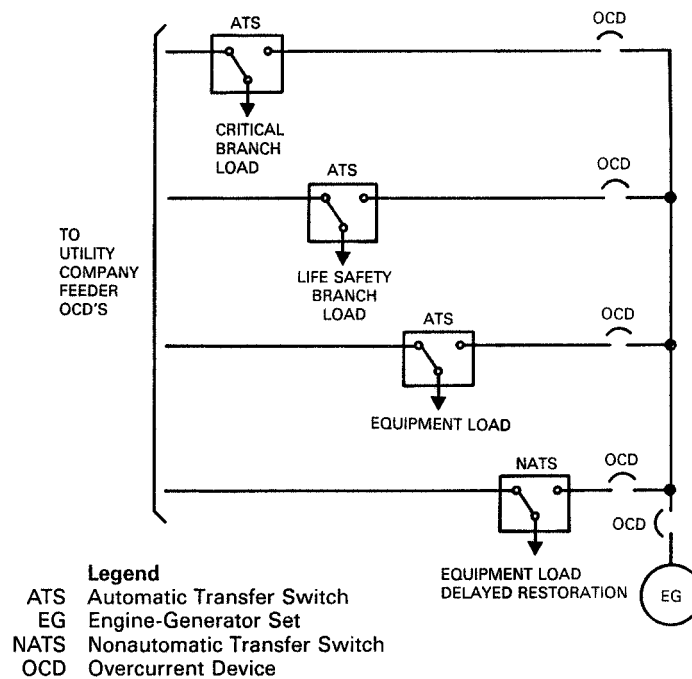 ATS
OCD
CRITICAL
BRANCH
LOAD
ATS
OCD
TO
UTILITY
COMPANY
FEEDER
OCD'S
LIFE SAFETY
BRANCH
LOAD
ATS
OCD
EQUIPMENT LOAD
NATS
OCD
OCD
EQUIPMENT LOAD
DELAYED RESTORATION
EG
Legend
ATS Automatic Transfer Switch
EG Engine-Generator Set
NATS Nonautomatic Transfer Switch
OCD Overcurrent Device